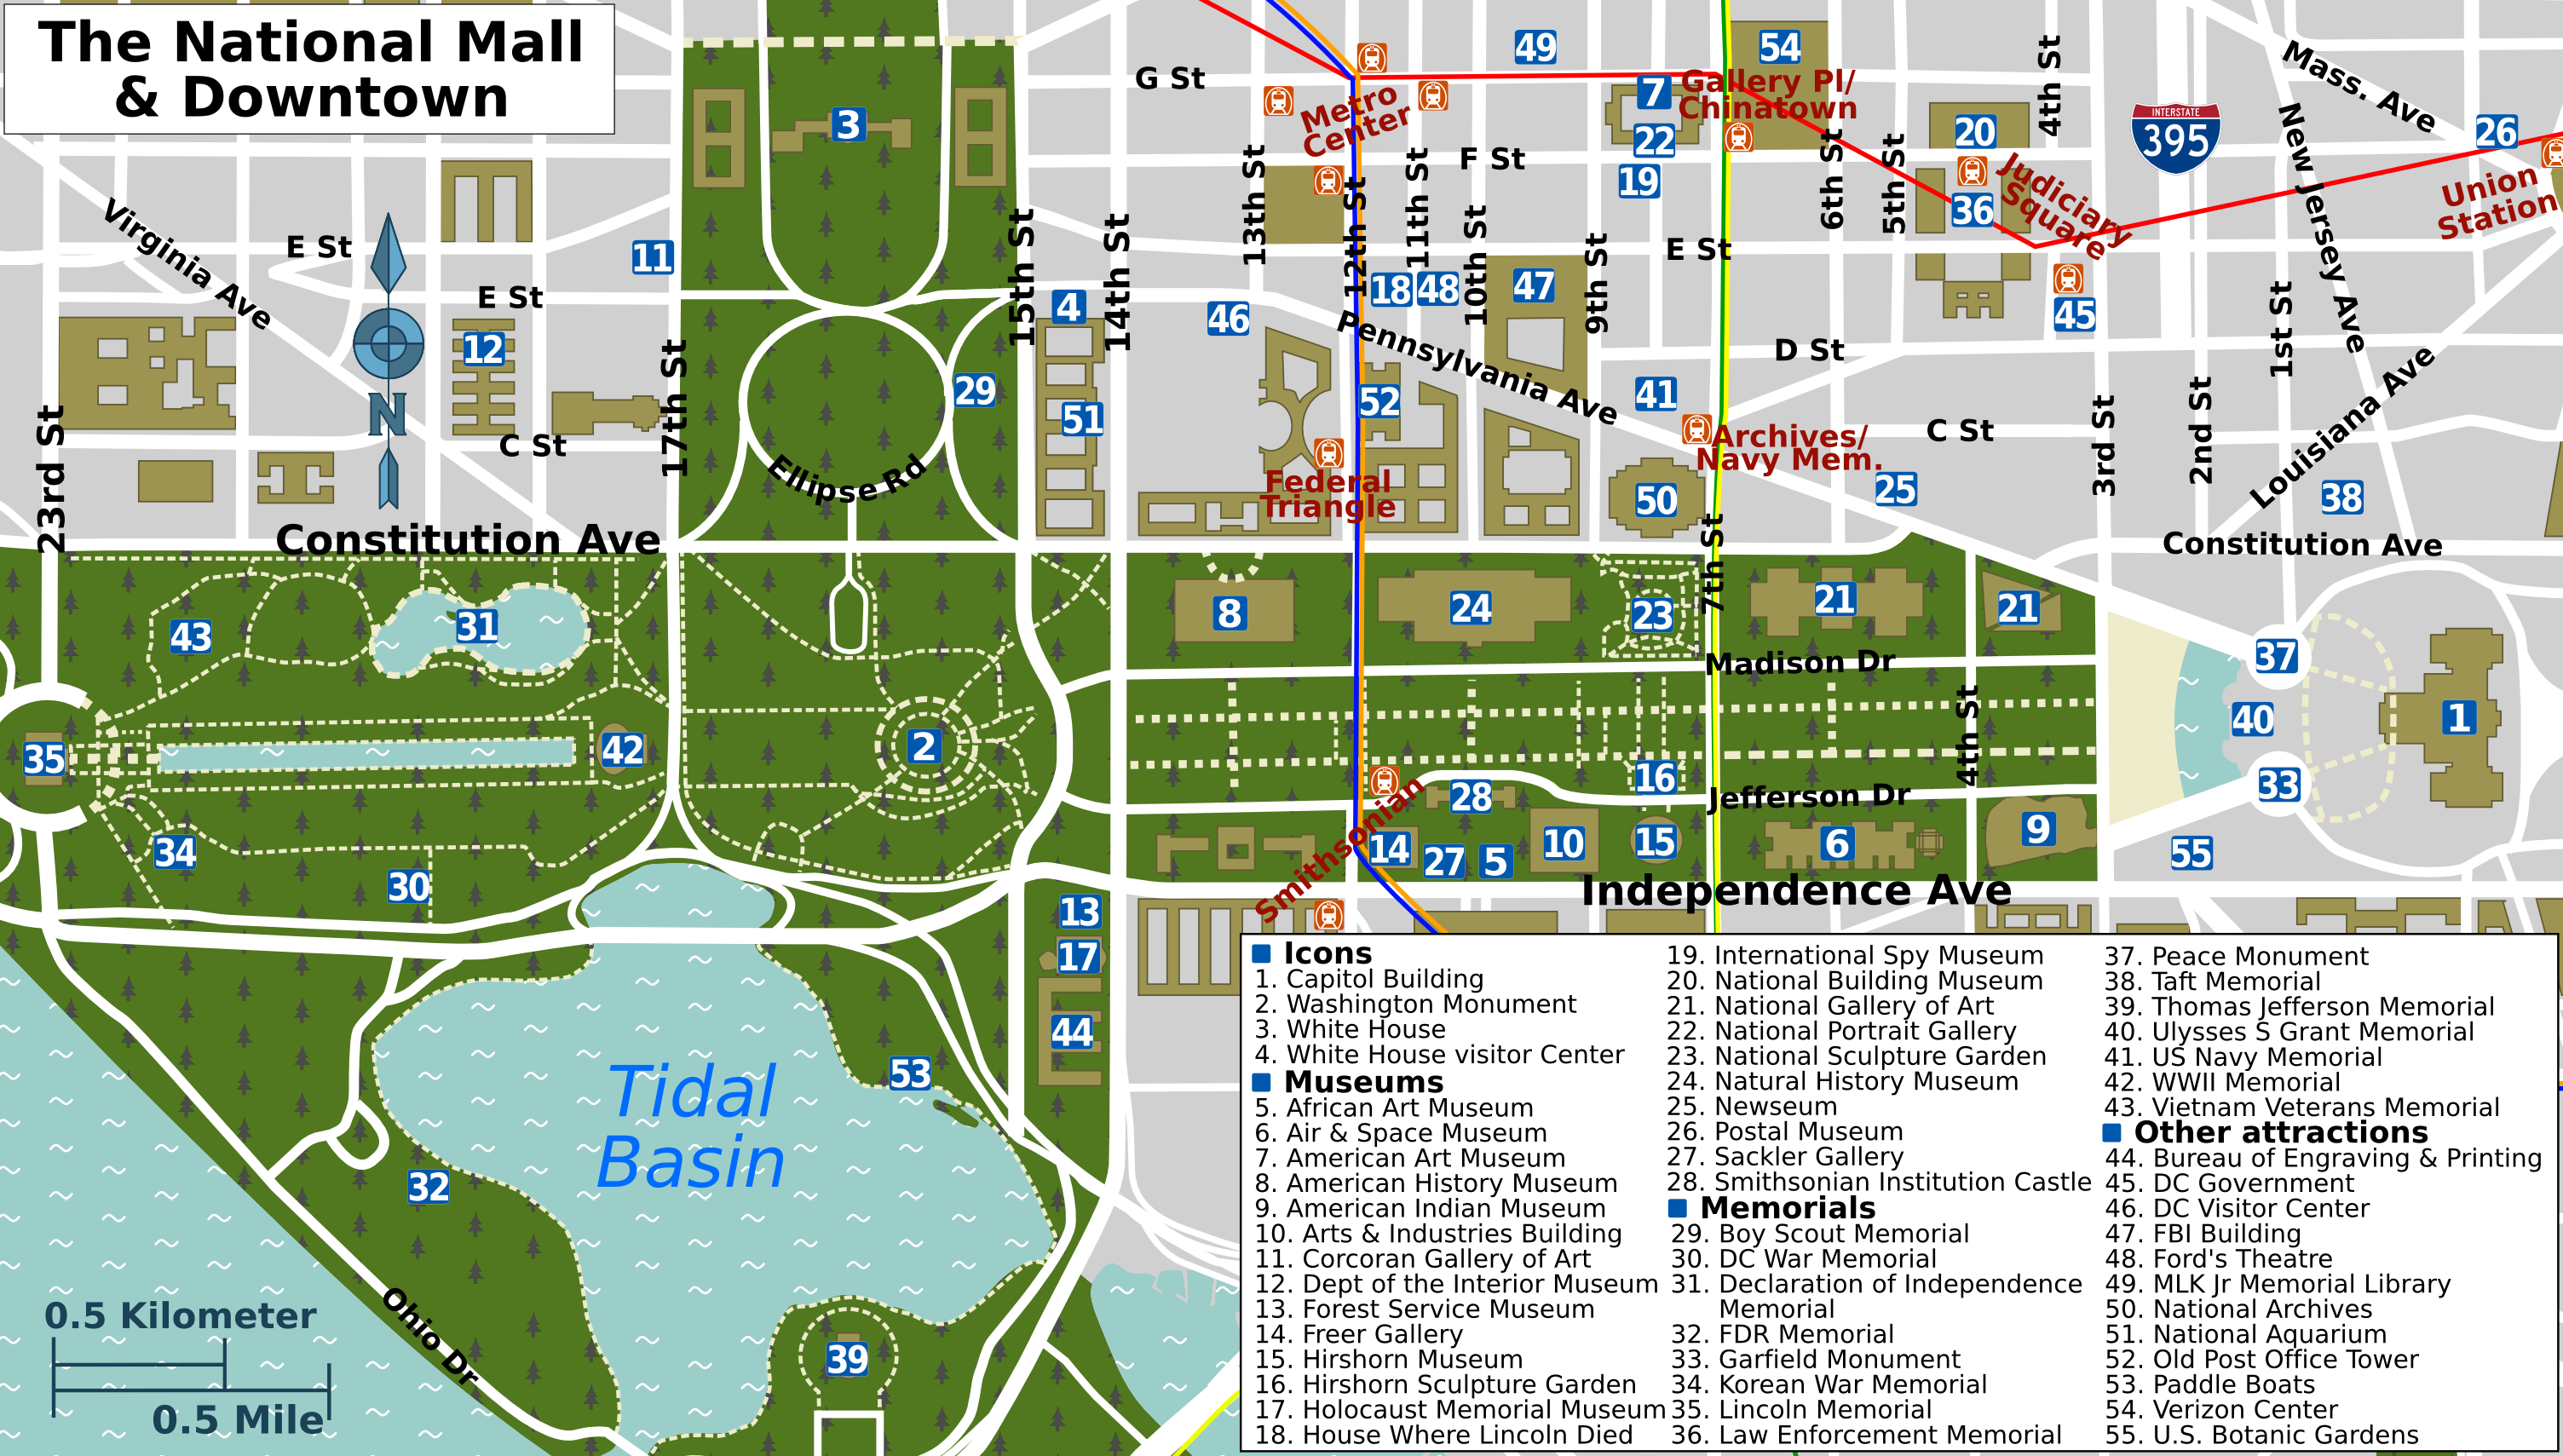 The National Mall
& Downtown
G St
49
54
4th St
Mass. Ave
3
Metro
Center
7
Gallery Pl/
Chinatown
22
20
INTERSTATE
395
26
F St
19
13th St
12th St
11th St
6th St
5th St
Judiciary
Square
36
New Jersey Ave
Union
Station
Virginia Ave
E St
11
15th St
14th St
10th St
9th St
E St
E St
4
46
18
48
47
45
1st St
12
17th St
29
51
52
Pennsylvania Ave
41
D St
N
23rd St
C St
Ellipse Rd
Federal
Triangle
50
Archives/
Navy Mem.
C St
25
3rd St
2nd St
Louisiana Ave
38
Constitution Ave
7th St
Constitution Ave
43
31
8
24
23
21
21
37
Madison Dr
35
42
2
4th St
40
1
16
28
Jefferson Dr
33
34
30
Smithsonian
14
27
5
10
15
6
9
55
Independence Ave
13
17
44
53
Tidal
Basin
32
39
Ohio Dr
0.5 Kilometer
0.5 Mile
Icons
1. Capitol Building
2. Washington Monument
3. White House
4. White House visitor Center
Museums
5. African Art Museum
6. Air & Space Museum
7. American Art Museum
8. American History Museum
9. American Indian Museum
10. Arts & Industries Building
11. Corcoran Gallery of Art
12. Dept of the Interior Museum
13. Forest Service Museum
14. Freer Gallery
15. Hirshorn Museum
16. Hirshorn Sculpture Garden
17. Holocaust Memorial Museum
18. House Where Lincoln Died
19. International Spy Museum
20. National Building Museum
21. National Gallery of Art
22. National Portrait Gallery
23. National Sculpture Garden
24. Natural History Museum
25. Newseum
26. Postal Museum
27. Sackler Gallery
28. Smithsonian Institution Castle
Memorials
29. Boy Scout Memorial
30. DC War Memorial
31. Declaration of Independence
Memorial
32. FDR Memorial
33. Garfield Monument
34. Korean War Memorial
35. Lincoln Memorial
36. Law Enforcement Memorial
37. Peace Monument
38. Taft Memorial
39. Thomas Jefferson Memorial
40. Ulysses S Grant Memorial
41. US Navy Memorial
42. WWII Memorial
43. Vietnam Veterans Memorial
Other attractions
44. Bureau of Engraving & Printing
45. DC Government
46. DC Visitor Center
47. FBI Building
48. Ford's Theatre
49. MLK Jr Memorial Library
50. National Archives
51. National Aquarium
52. Old Post Office Tower
53. Paddle Boats
54. Verizon Center
55. U.S. Botanic Gardens